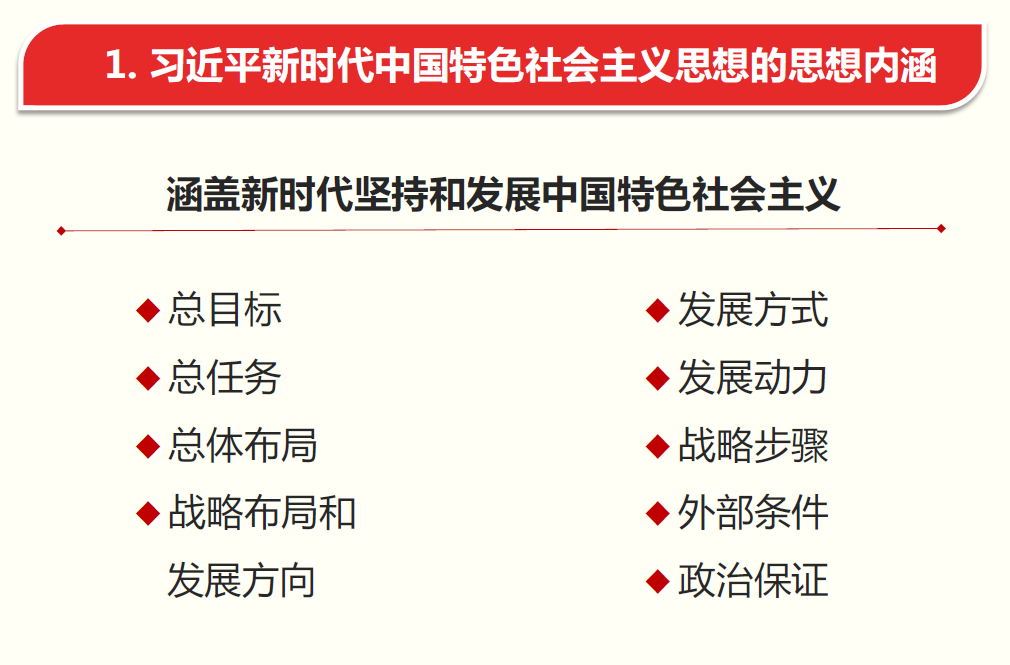 1. 习近平新时代中国特色社会主义思想的思想内涵
涵盖新时代坚持和发展中国特色社会主义
总目标
总任务
总体布局
战略布局和
发展方向
发展方式
发展动力
战略步骤
外部条件
政治保证